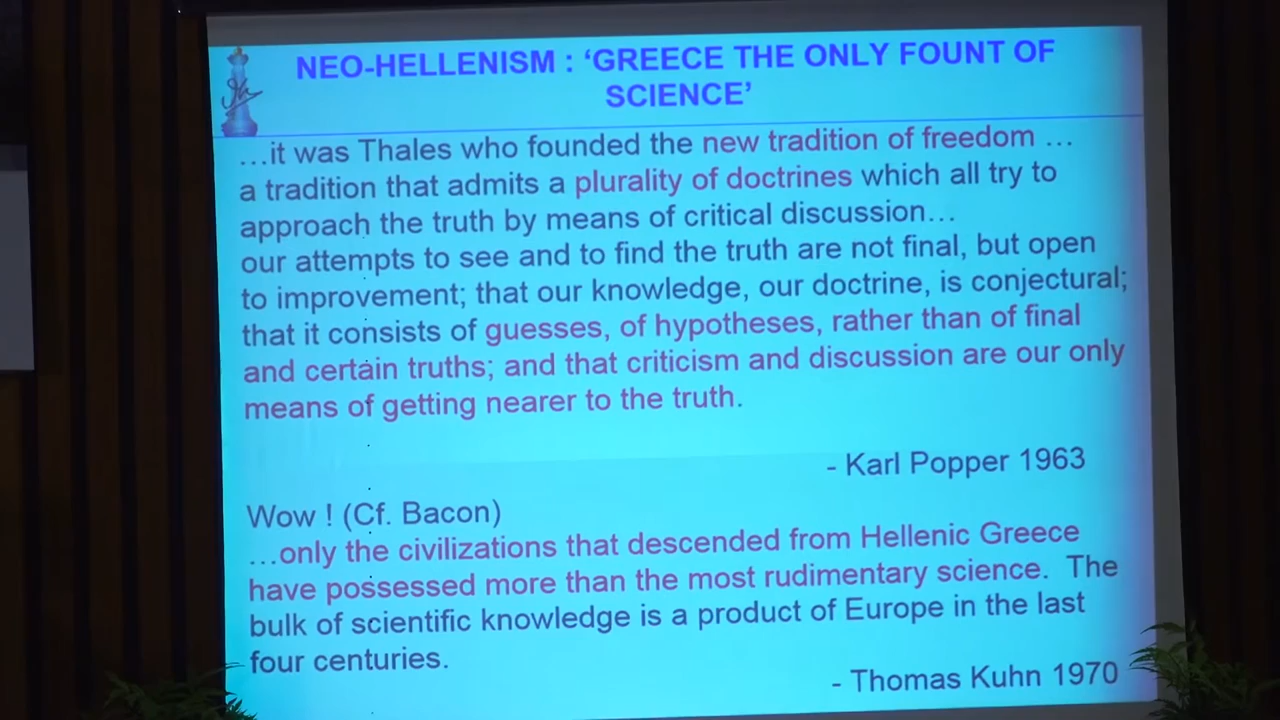 NEO-HELLENISM : ‘GREECE THE ONLY FOUNT OF
SCIENCE’
…it was Thales who founded the new tradition of freedom …
a tradition that admits a plurality of doctrines which all try to
approach the truth by means of critical discussion…
our attempts to see and to find the truth are not final, but open
to improvement; that our knowledge, our doctrine, is conjectural;
that it consists of guesses, of hypotheses, rather than of final
and certain truths; and that criticism and discussion are our only
means of getting nearer to the truth.
- Karl Popper 1963
Wow ! (Cf. Bacon)
…only the civilizations that descended from Hellenic Greece
have possessed more than the most rudimentary science. The
bulk of scientific knowledge is a product of Europe in the last
four centuries.
- Thomas Kuhn 1970